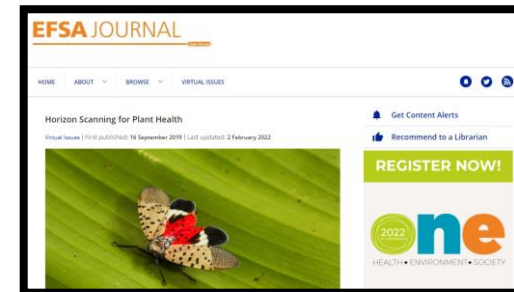 EFSA JOURNAL
HOME ABOUT BROWSE VIRTUAL ISSUES
Horizon Scanning for Plant Health
Virtual Issues | First published: 16 September 2019 | Last updated: 2 February 2022
Get Content Alerts
Recommend to a Librarian
REGISTER NOW!
2022
one
HEALTH • ENVIRONMENT • SOCIETY